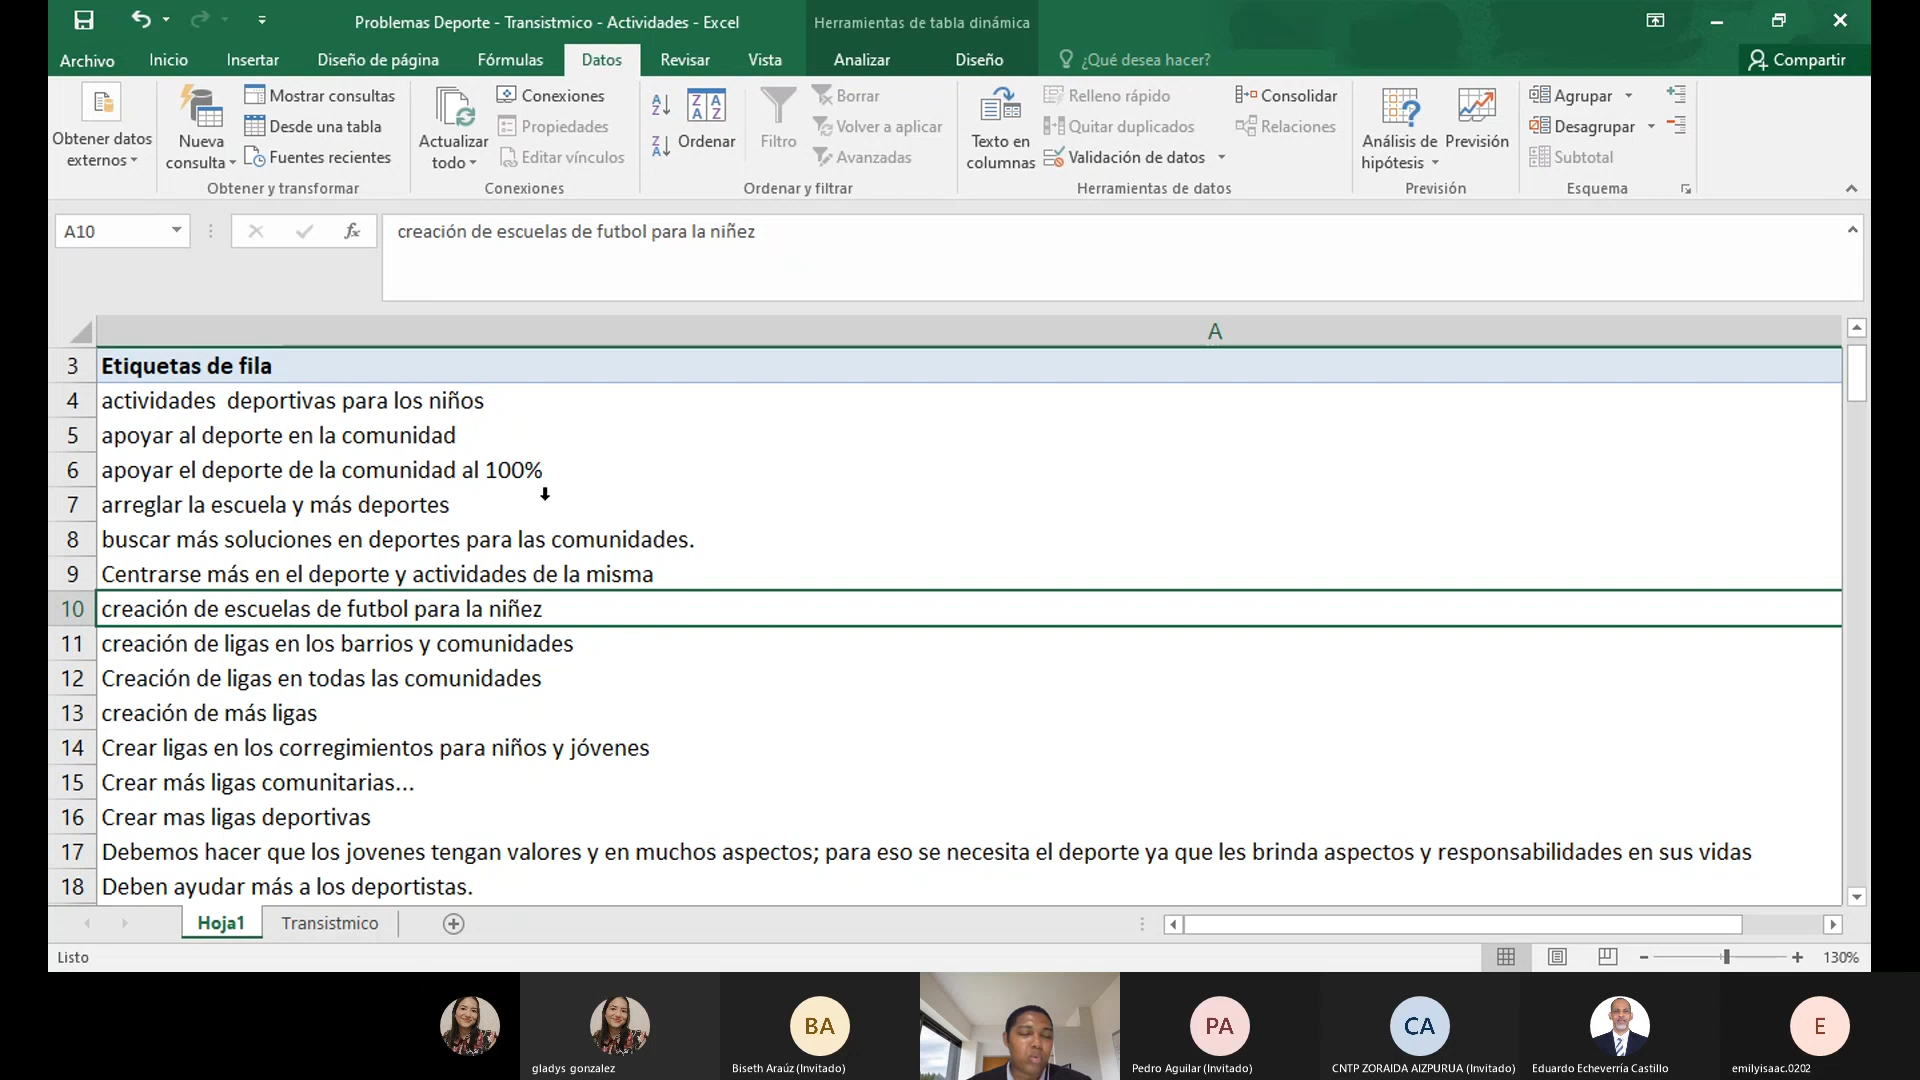 Problemas Deporte - Transistmico - Actividades - Excel
Herramientas de tabla dinámica
Archivo
Inicio
Insertar
Diseño de página
Fórmulas
Datos
Revisar
Vista
Analizar
Diseño
¿Qué desea hacer?
Compartir
Obtener datos
externos
Nueva
consulta
Mostrar consultas
Desde una tabla
Fuentes recientes
Obtener y transformar
Actualizar
todo
Conexiones
Propiedades
Editar vínculos
Conexiones
Ordenar
Filtro
Borrar
Volver a aplicar
Avanzadas
Ordenar y filtrar
Texto en
columnas
Relleno rápido
Quitar duplicados
Validación de datos
Consolidar
Relaciones
Herramientas de datos
Análisis de
hipótesis
Previsión
Previsión
Agrupar
Desagrupar
Subtotal
Esquema
A10
fx
creación de escuelas de futbol para la niñez
A
3 Etiquetas de fila
4 actividades  deportivas para los niños
5 apoyar al deporte en la comunidad
6 apoyar el deporte de la comunidad al 100%
7 arreglar la escuela y más deportes
8 buscar más soluciones en deportes para las comunidades.
9 Centrarse más en el deporte y actividades de la misma
10 creación de escuelas de futbol para la niñez
11 creación de ligas en los barrios y comunidades
12 Creación de ligas en todas las comunidades
13 creación de más ligas
14 Crear ligas en los corregimientos para niños y jóvenes
15 Crear más ligas comunitarias...
16 Crear mas ligas deportivas
17 Debemos hacer que los jovenes tengan valores y en muchos aspectos; para eso se necesita el deporte ya que les brinda aspectos y responsabilidades en sus vidas
18 Deben ayudar más a los deportistas.
Hoja1
Transistmico
Listo
130%
BA
PA
CA
E
gladys gonzalez
Biseth Araúz (Invitado)
Pedro Aguilar (Invitado)
CNTP ZORAIDA AIZPURUA (Invitado)
Eduardo Echeverría Castillo
emilyisaac.0202